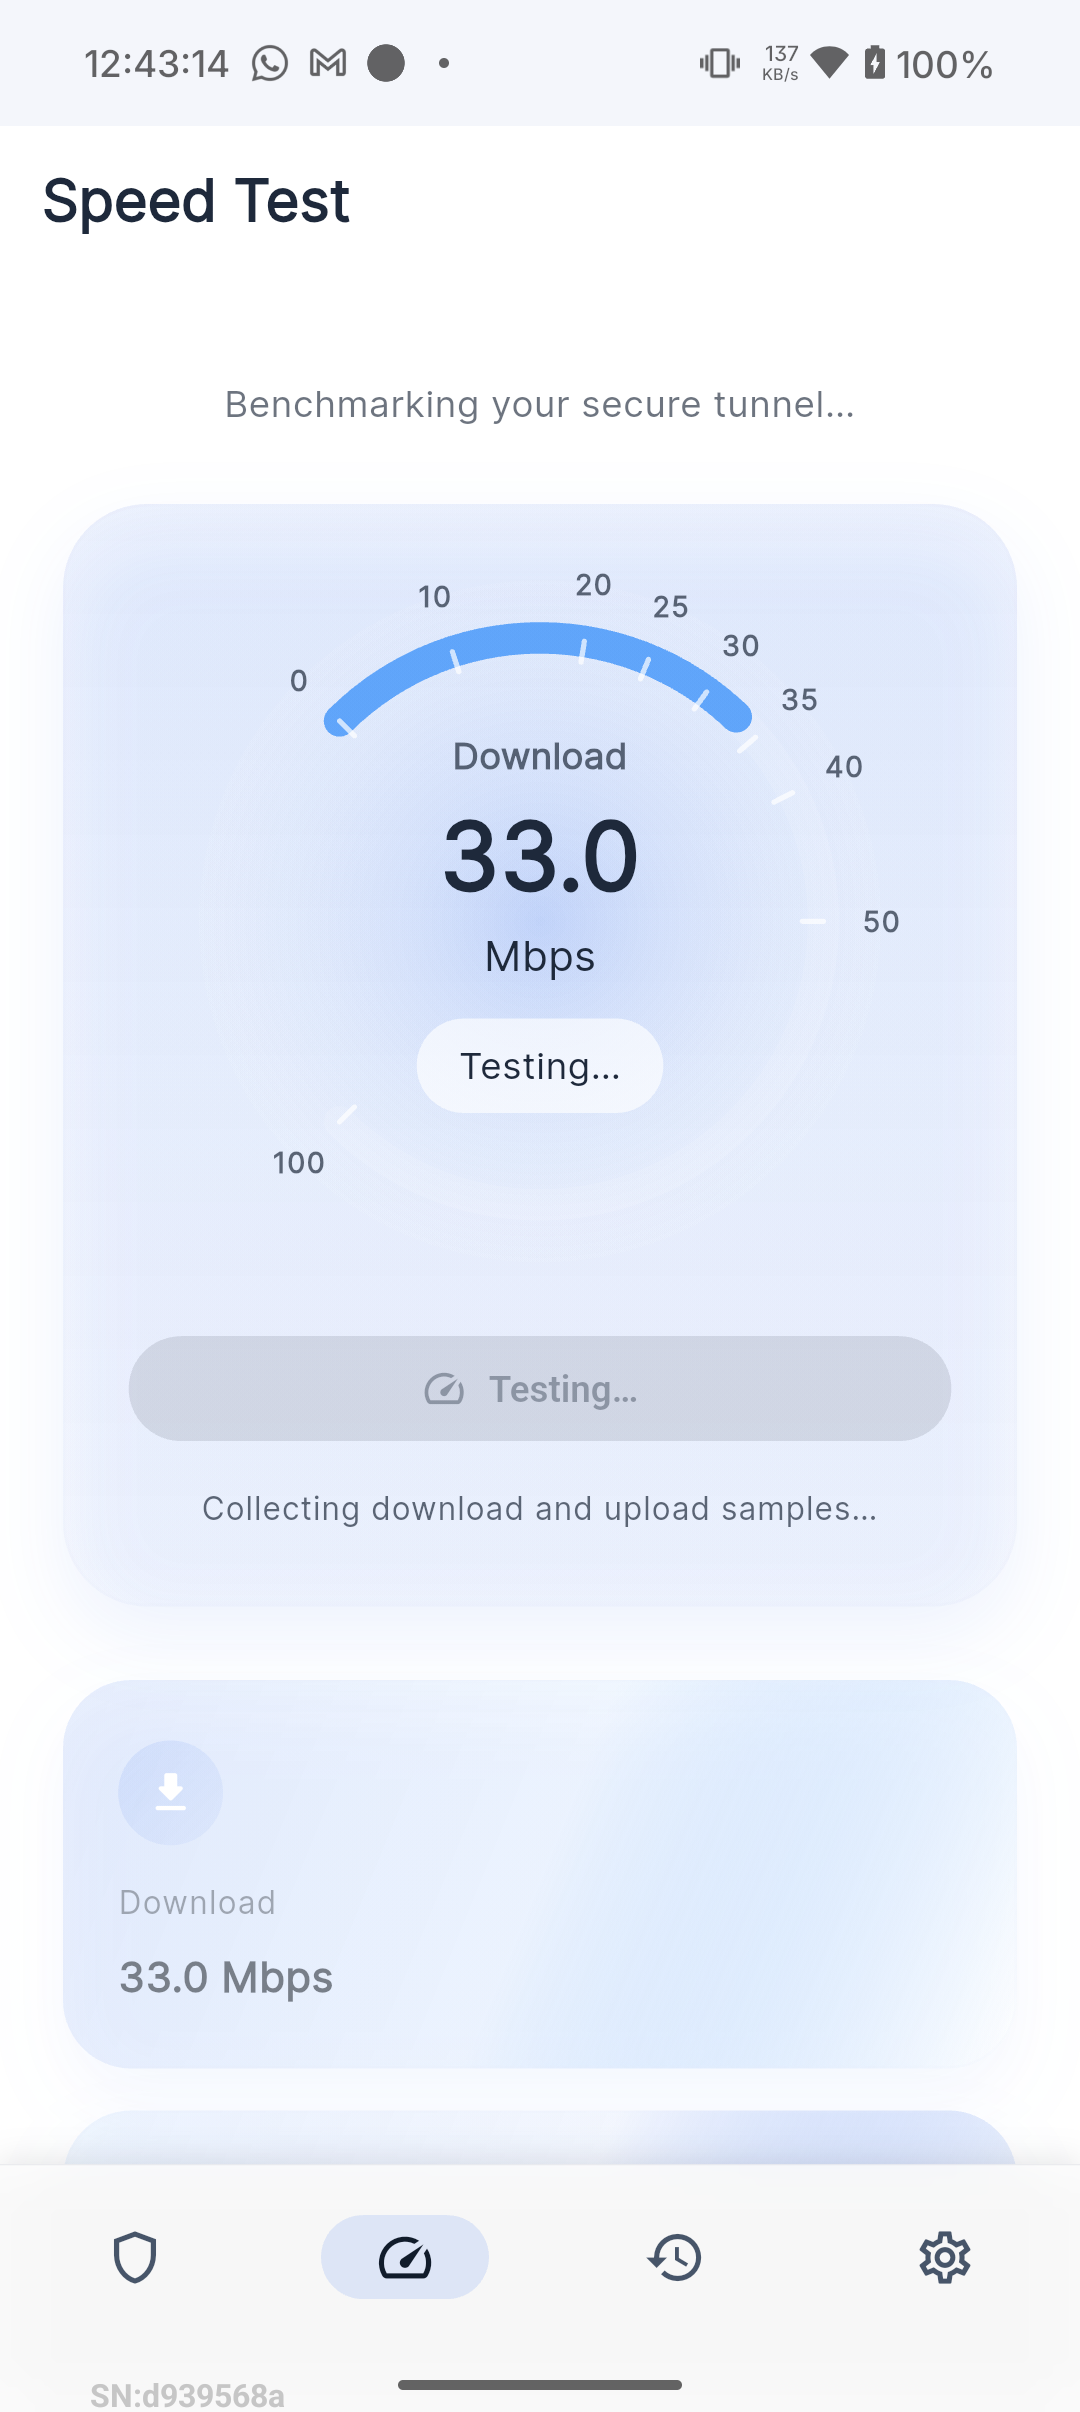 12:43:14
137
KB/s
100%
Speed Test
Benchmarking your secure tunnel...
0
10
20
25
30
35
40
50
100
Download
33.0
Mbps
Testing...
Testing...
Collecting download and upload samples...
Download
33.0 Mbps
SN:d939568a